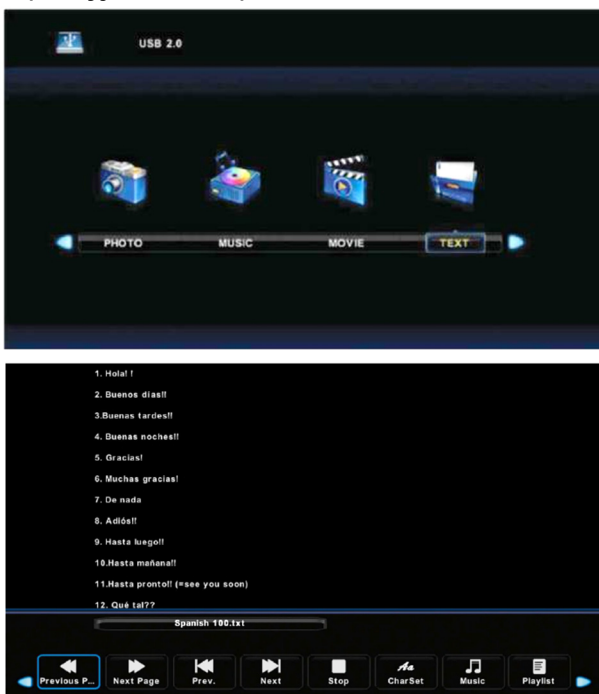 USB 2.0
PHOTO MUSIC MOVIE TEXT
1. Hola! !
2. Buenos días!!
3.Buenas tardes!!
4. Buenas noches!!
5. Gracias!
6. Muchas gracias!
7. De nada
8. Adiós!!
9. Hasta luego!!
10.Hasta mañana!!
11.Hasta pronto!! (=see you soon)
12. Qué tal??
Spanish 100.txt
Previous P... Next Page Prev. Next Stop Aa CharSet Music Playlist